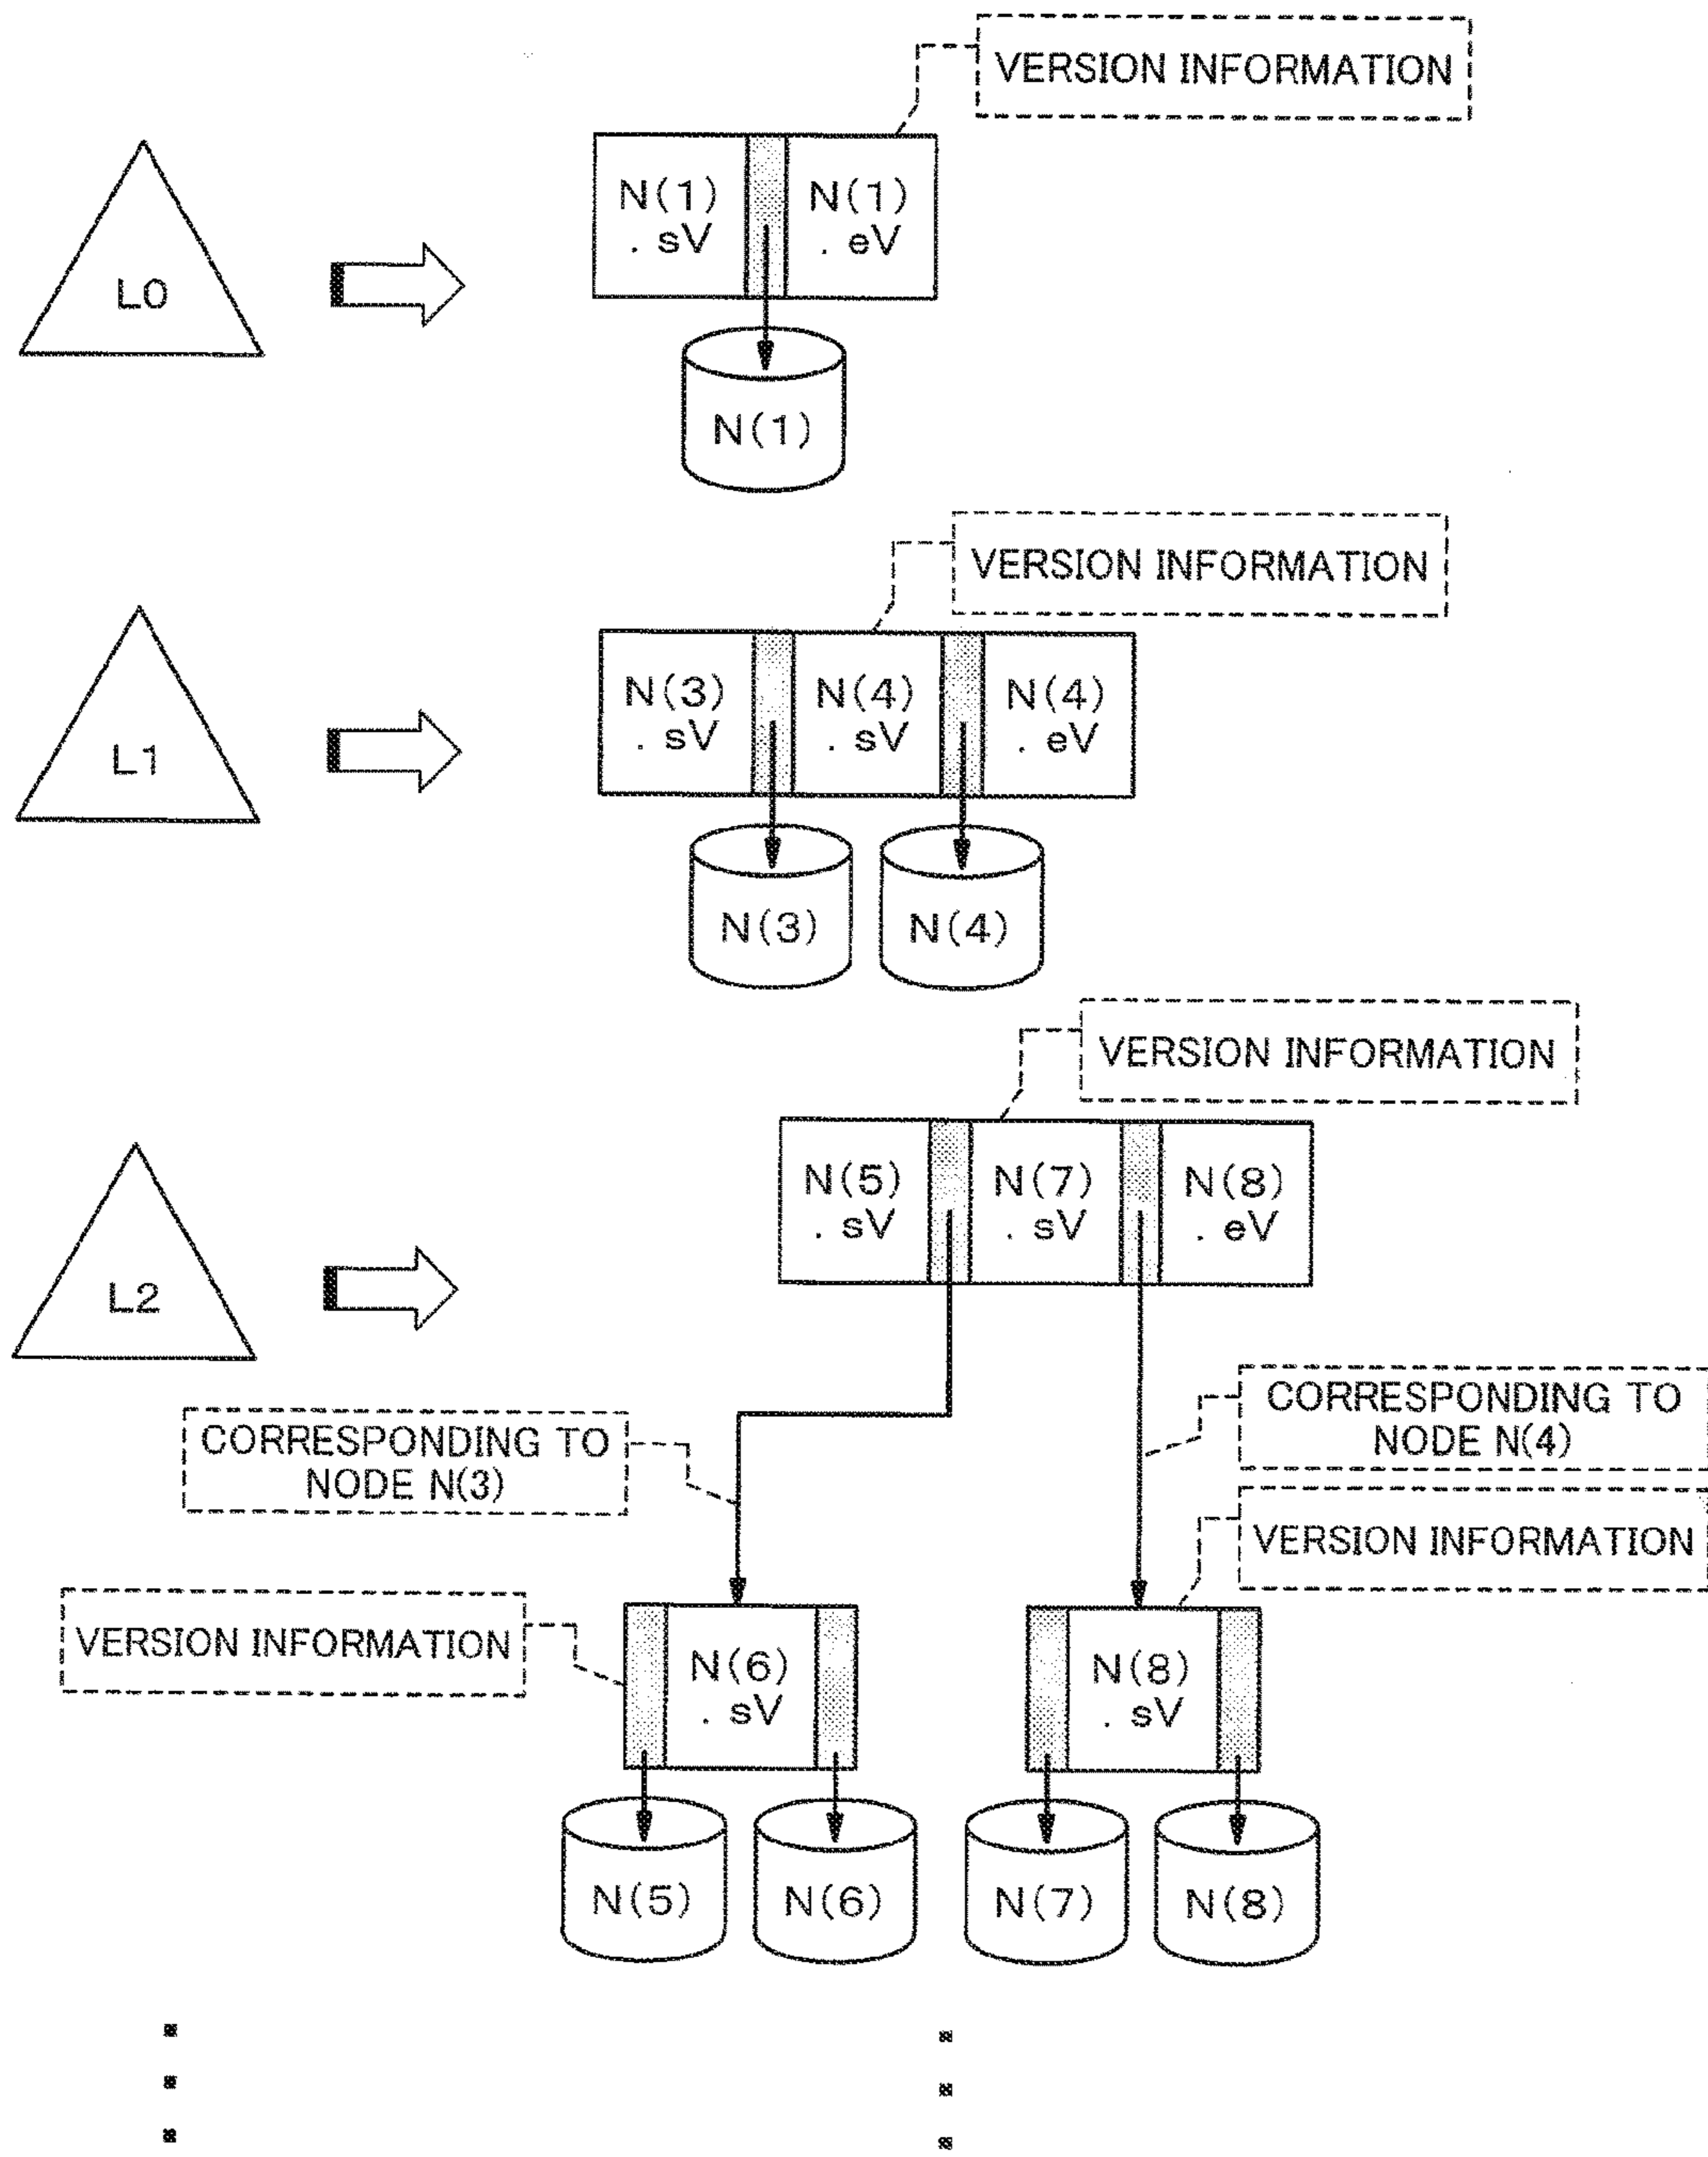 VERSION INFORMATION
N(1)
. sV
N(1)
. eV
L0
N(1)
VERSION INFORMATION
N(3)
. sV
N(4)
. sV
N(4)
. eV
L1
N(3)
N(4)
VERSION INFORMATION
N(5)
. sV
N(7)
. sV
N(8)
. eV
L2
CORRESPONDING TO
NODE N(3)
CORRESPONDING TO
NODE N(4)
VERSION INFORMATION
VERSION INFORMATION
N(6)
. sV
N(8)
. sV
N(5)
N(6)
N(7)
N(8)